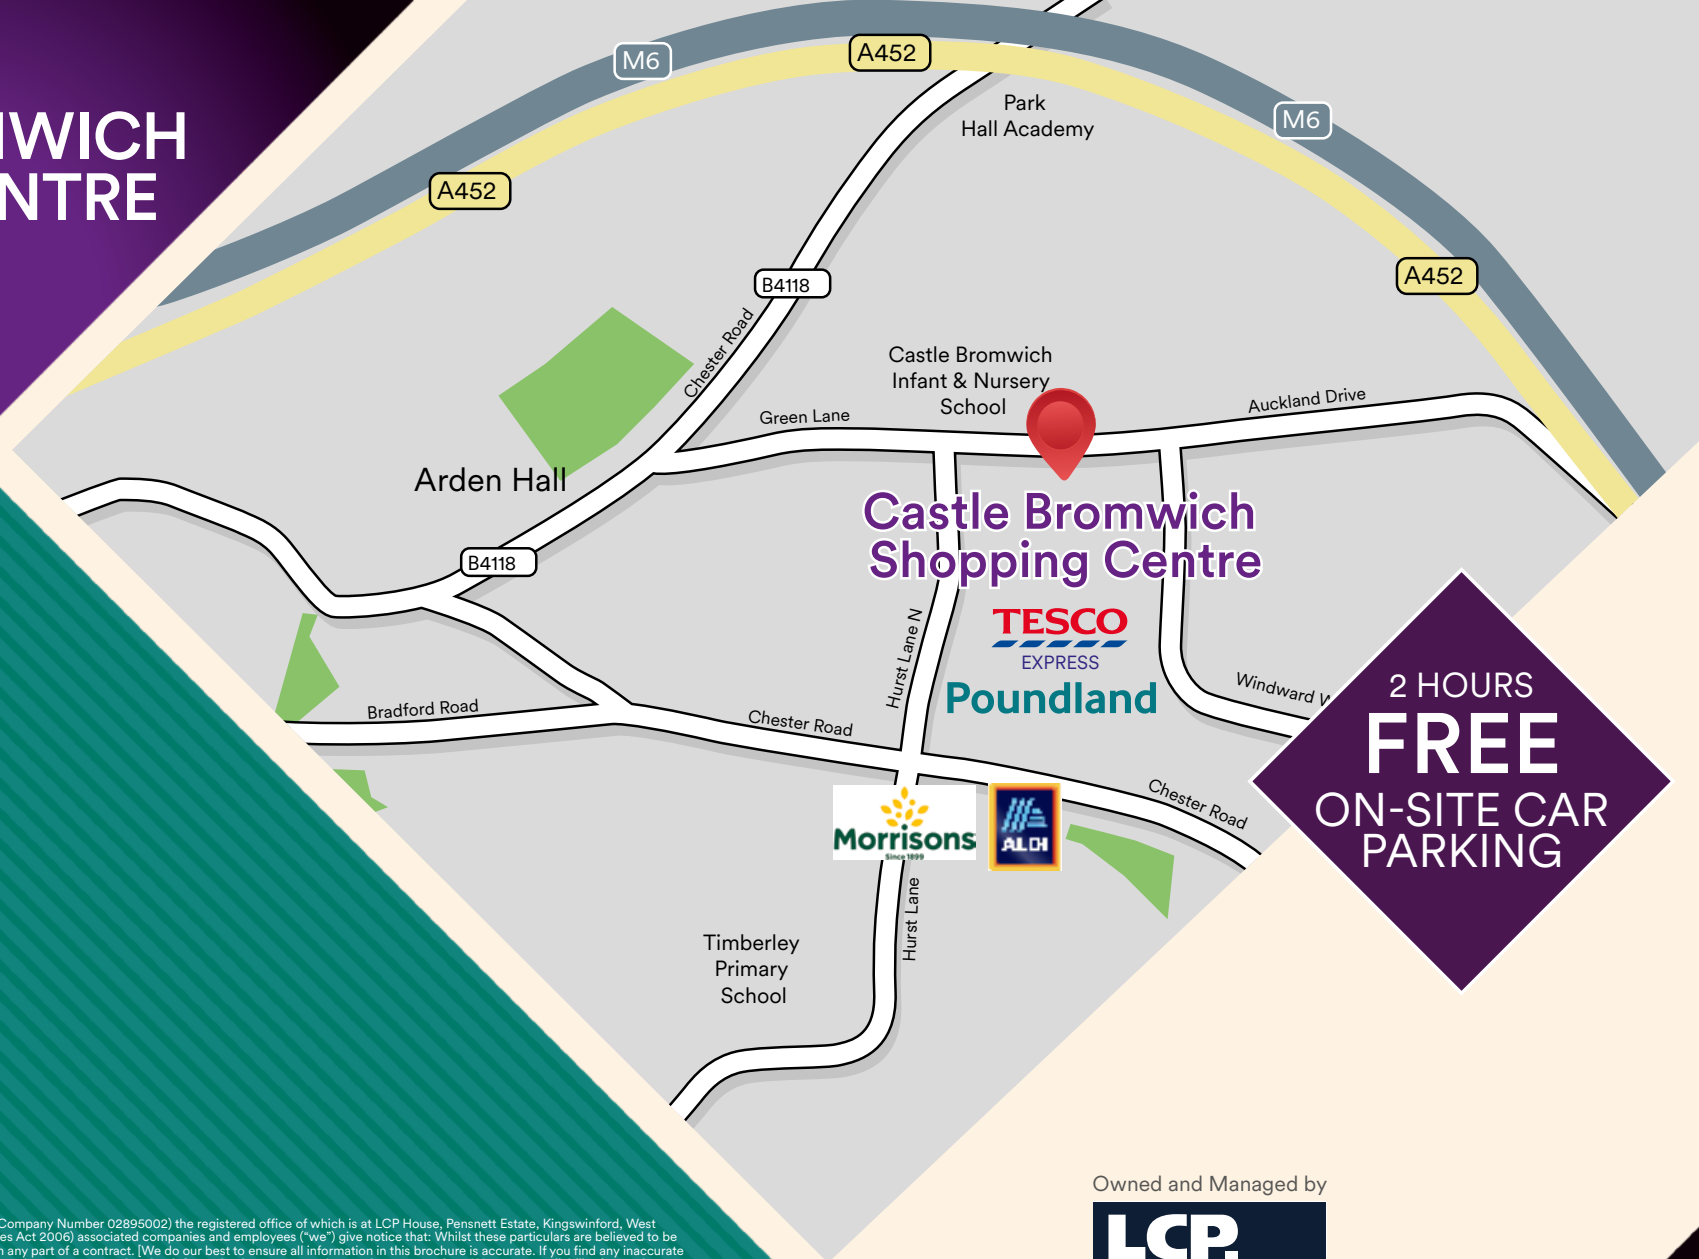 WICH
NTRE
M6
A452
Park
Hall Academy
M6
A452
A452
B4118
Chester Road
Castle Bromwich
Infant & Nursery
School
Green Lane
Auckland Drive
Arden Hall
B4118
Castle Bromwich
Shopping Centre
TESCO
EXPRESS
Poundland
Hurst Lane N
Windward
Bradford Road
Chester Road
Chester Road
2 HOURS
FREE
ON-SITE CAR
PARKING
Morrisons
Since 1899
ALDI
Hurst Lane
Timberley
Primary
School
Owned and Managed by
LCP.
Company Number 02895002) the registered office of which is at LCP House, Pensnett Estate, Kingswinford, West
es Act 2006) associated companies and employees (“we”) give notice that: Whilst these particulars are believed to be
any part of a contract. [We do our best to ensure all information in this brochure is accurate. If you find any inaccurate